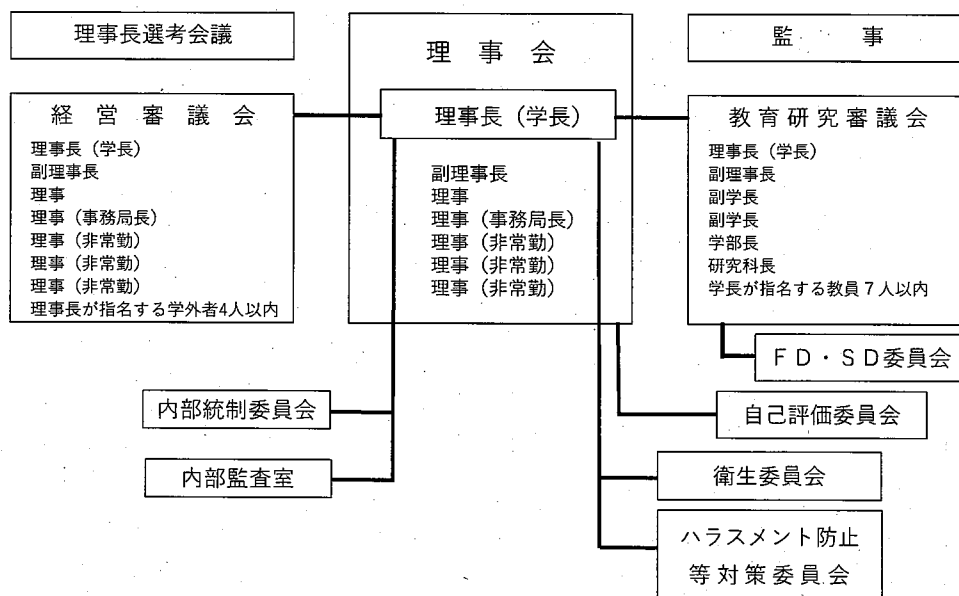 理事長選考会議
理事会
監事
経営審議会
理事長（学長）
副理事長
理事
理事（事務局長）
理事（非常勤）
理事（非常勤）
理事（非常勤）
理事長が指名する学外者4人以内
理事長（学長）
副理事長
理事
理事（事務局長）
理事（非常勤）
理事（非常勤）
理事（非常勤）
教育研究審議会
理事長（学長）
副理事長
副学長
副学長
学部長
研究科長
学長が指名する教員７人以内
ＦＤ・ＳＤ委員会
内部統制委員会
自己評価委員会
内部監査室
衛生委員会
ハラスメント防止
等対策委員会